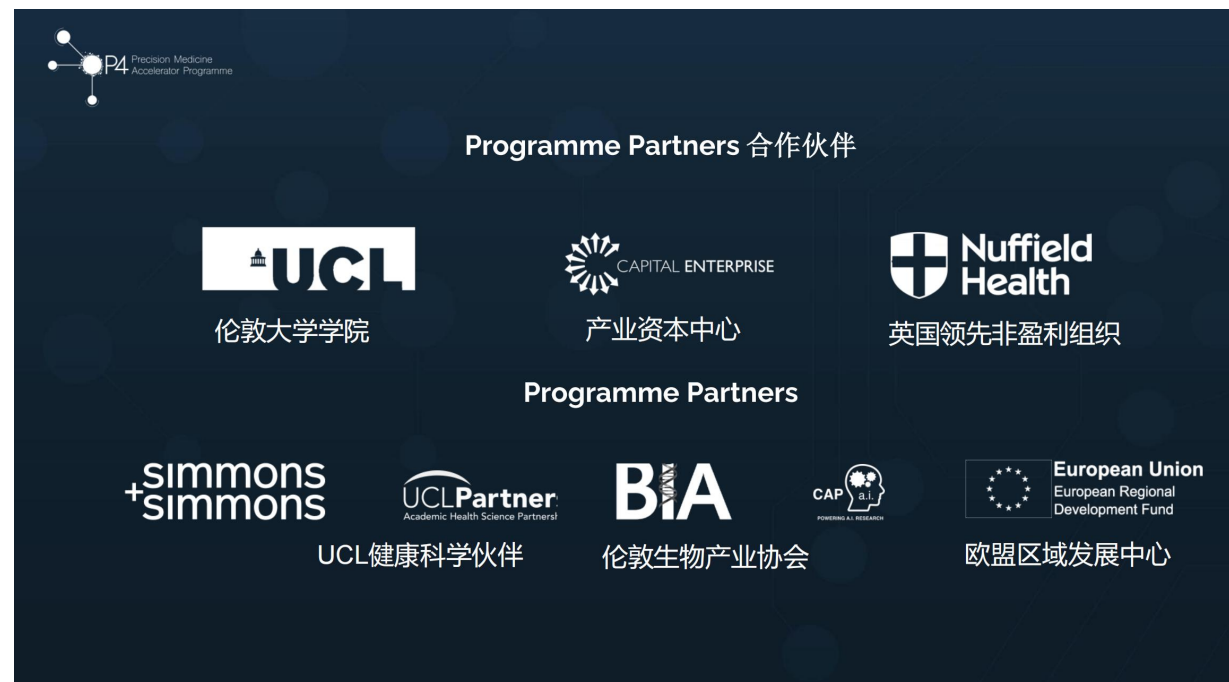 P4 Precision Medicine
Accelerator Programme
Programme Partners 合作伙伴
UCL
CAPITAL ENTERPRISE
Nuffield
Health
伦敦大学学院
产业资本中心
英国领先非盈利组织
Programme Partners
+simmons
simmons
UCLPartner
Academic Health Science Partnersh
BIA
CAP a.i.
POWERING A.I. RESEARCH
European Union
European Regional
Development Fund
UCL健康科学伙伴
伦敦生物产业协会
欧盟区域发展中心